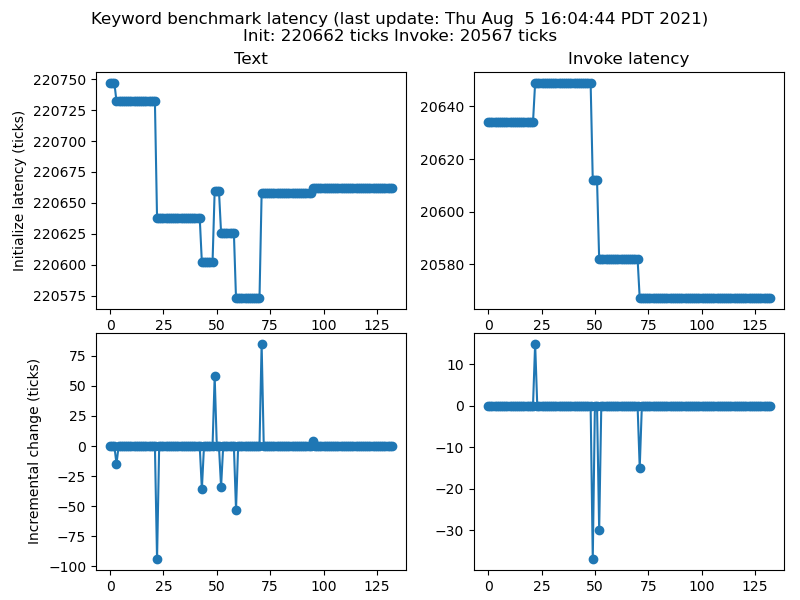 Keyword benchmark latency (last update: Thu Aug  5 16:04:44 PDT 2021)
Init: 220662 ticks Invoke: 20567 ticks
Text
Invoke latency
Initialize latency (ticks)
220750
220725
220700
220675
220650
220625
220600
220575
0 25 50 75 100 125
20640
20620
20600
20580
0 25 50 75 100 125
Incremental change (ticks)
75
50
25
0
−25
−50
−75
−100
0 25 50 75 100 125
10
0
−10
−20
−30
0 25 50 75 100 125